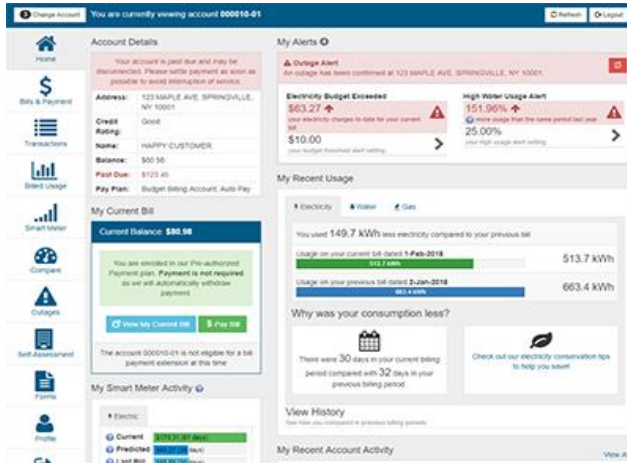 Change Account
You are currently viewing account 000010-01
Refresh
Logout
Home
Bills & Payment
Transactions
Billed Usage
Smart Meter
Compare
Outages
Self-Assessment
Forms
Profile
Account Details
Your account is past due and may be
disconnected. Please settle payment as soon as
possible to avoid interruption of service.
Address: 123 MAPLE AVE, SPRINGVILLE,
NY 10001
Credit
Rating: Good
Name: HAPPY CUSTOMER
Balance: $80.98
Past Due: $123.45
Pay Plan: Budget Billing Account, Auto Pay
My Current Bill
Current Balance: $80.98
You are enrolled in our Pre-authorized
Payment plan. Payment is not required
as we will automatically withdraw
payment.
View My Current Bill
$ Pay Bill
The account 000010-01 is not eligible for a bill
payment extension at this time
My Smart Meter Activity
Electric
Current
Predicted
Last Bill
My Alerts
Outage Alert
An outage has been confirmed at 123 MAPLE AVE, SPRINGVILLE, NY 10001.
Electricity Budget Exceeded
$63.27
your electricity charges to date for your current
bill
$10.00
your budget threshold alert setting
High Water Usage Alert
151.96%
more usage than the same period last year
25.00%
your high usage alert setting
My Recent Usage
Electricity
Water
Gas
You used 149.7 kWh less electricity compared to your previous bill
Usage on your current bill dated 1-Feb-2018
513.7 kWh
513.7 kWh
Usage on your previous bill dated 2-Jan-2018
663.4 kWh
663.4 kWh
Why was your consumption less?
There were 30 days in your current billing
period compared with 32 days in your
previous billing period
Check out our electricity conservation tips
to help you save!
View History
See how you compared in previous billing periods.
My Recent Account Activity